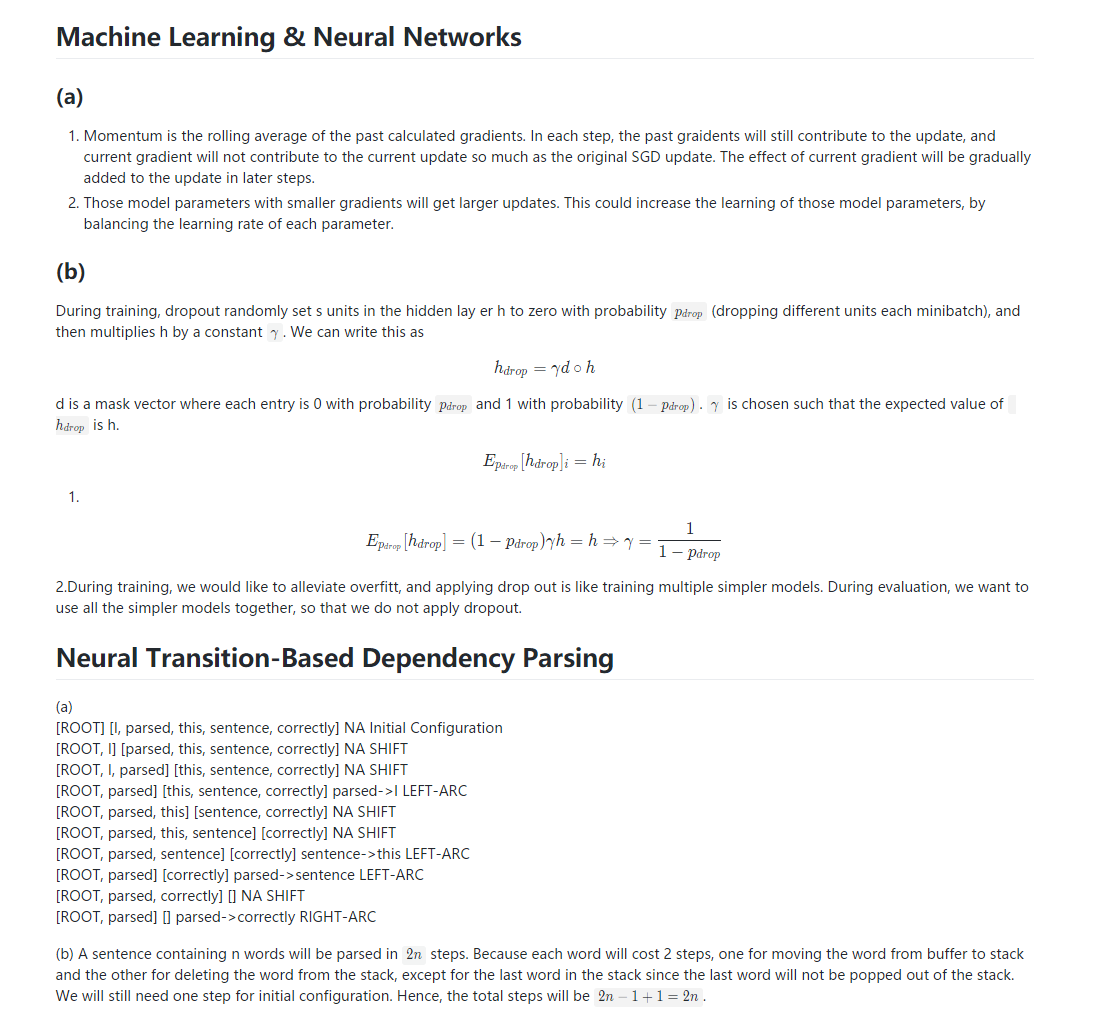 Machine Learning & Neural Networks
(a)
1. Momentum is the rolling average of the past calculated gradients. In each step, the past graidents will still contribute to the update, and
current gradient will not contribute to the current update so much as the original SGD update. The effect of current gradient will be gradually
added to the update in later steps.
2. Those model parameters with smaller gradients will get larger updates. This could increase the learning of those model parameters, by
balancing the learning rate of each parameter.
(b)
During training, dropout randomly set s units in the hidden lay er h to zero with probability p_{drop} (dropping different units each minibatch), and
then multiplies h by a constant γ . We can write this as
h_{drop} = γd ∘ h
d is a mask vector where each entry is 0 with probability p_{drop} and 1 with probability (1 − p_{drop}) . γ is chosen such that the expected value of
h_{drop} is h.
E_{p_{drop}}[h_{drop}]_i = h_i
1.
E_{p_{drop}}[h_{drop}] = (1 − p_{drop})γh = h ⇒ γ = \frac{1}{1 − p_{drop}}
2.During training, we would like to alleviate overfitt, and applying drop out is like training multiple simpler models. During evaluation, we want to
use all the simpler models together, so that we do not apply dropout.
Neural Transition-Based Dependency Parsing
(a)
[ROOT] [I, parsed, this, sentence, correctly] NA Initial Configuration
[ROOT, I] [parsed, this, sentence, correctly] NA SHIFT
[ROOT, I, parsed] [this, sentence, correctly] NA SHIFT
[ROOT, parsed] [this, sentence, correctly] parsed->I LEFT-ARC
[ROOT, parsed, this] [sentence, correctly] NA SHIFT
[ROOT, parsed, this, sentence] [correctly] NA SHIFT
[ROOT, parsed, sentence] [correctly] sentence->this LEFT-ARC
[ROOT, parsed] [correctly] parsed->sentence LEFT-ARC
[ROOT, parsed, correctly] [] NA SHIFT
[ROOT, parsed] [] parsed->correctly RIGHT-ARC
(b) A sentence containing n words will be parsed in 2n steps. Because each word will cost 2 steps, one for moving the word from buffer to stack
and the other for deleting the word from the stack, except for the last word in the stack since the last word will not be popped out of the stack.
We will still need one step for initial configuration. Hence, the total steps will be 2n − 1 + 1 = 2n .